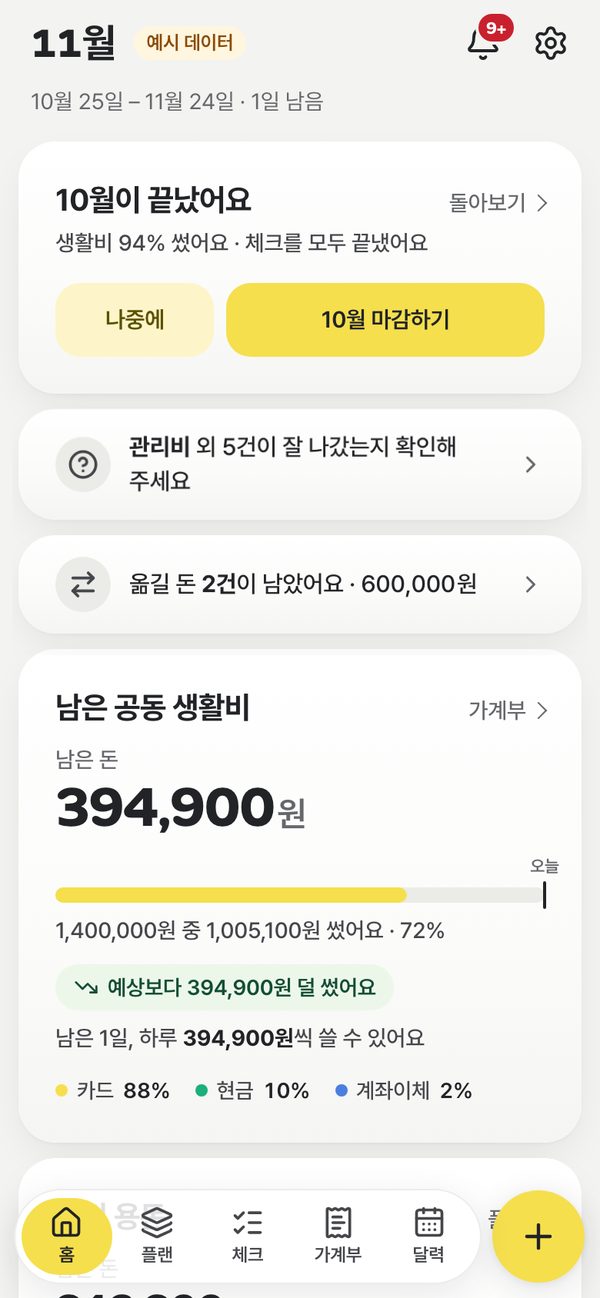 11월 예시 데이터 9+
10월 25일 – 11월 24일 · 1일 남음
10월이 끝났어요 돌아보기
생활비 94% 썼어요 · 체크를 모두 끝냈어요
나중에 10월 마감하기
관리비 외 5건이 잘 나갔는지 확인해
주세요
옮길 돈 2건이 남았어요 · 600,000원
남은 공동 생활비 가계부
남은 돈
394,900원
오늘
1,400,000원 중 1,005,100원 썼어요 · 72%
예상보다 394,900원 덜 썼어요
남은 1일, 하루 394,900원씩 쓸 수 있어요
카드 88% 현금 10% 계좌이체 2%
홈 플랜 체크 가계부 달력